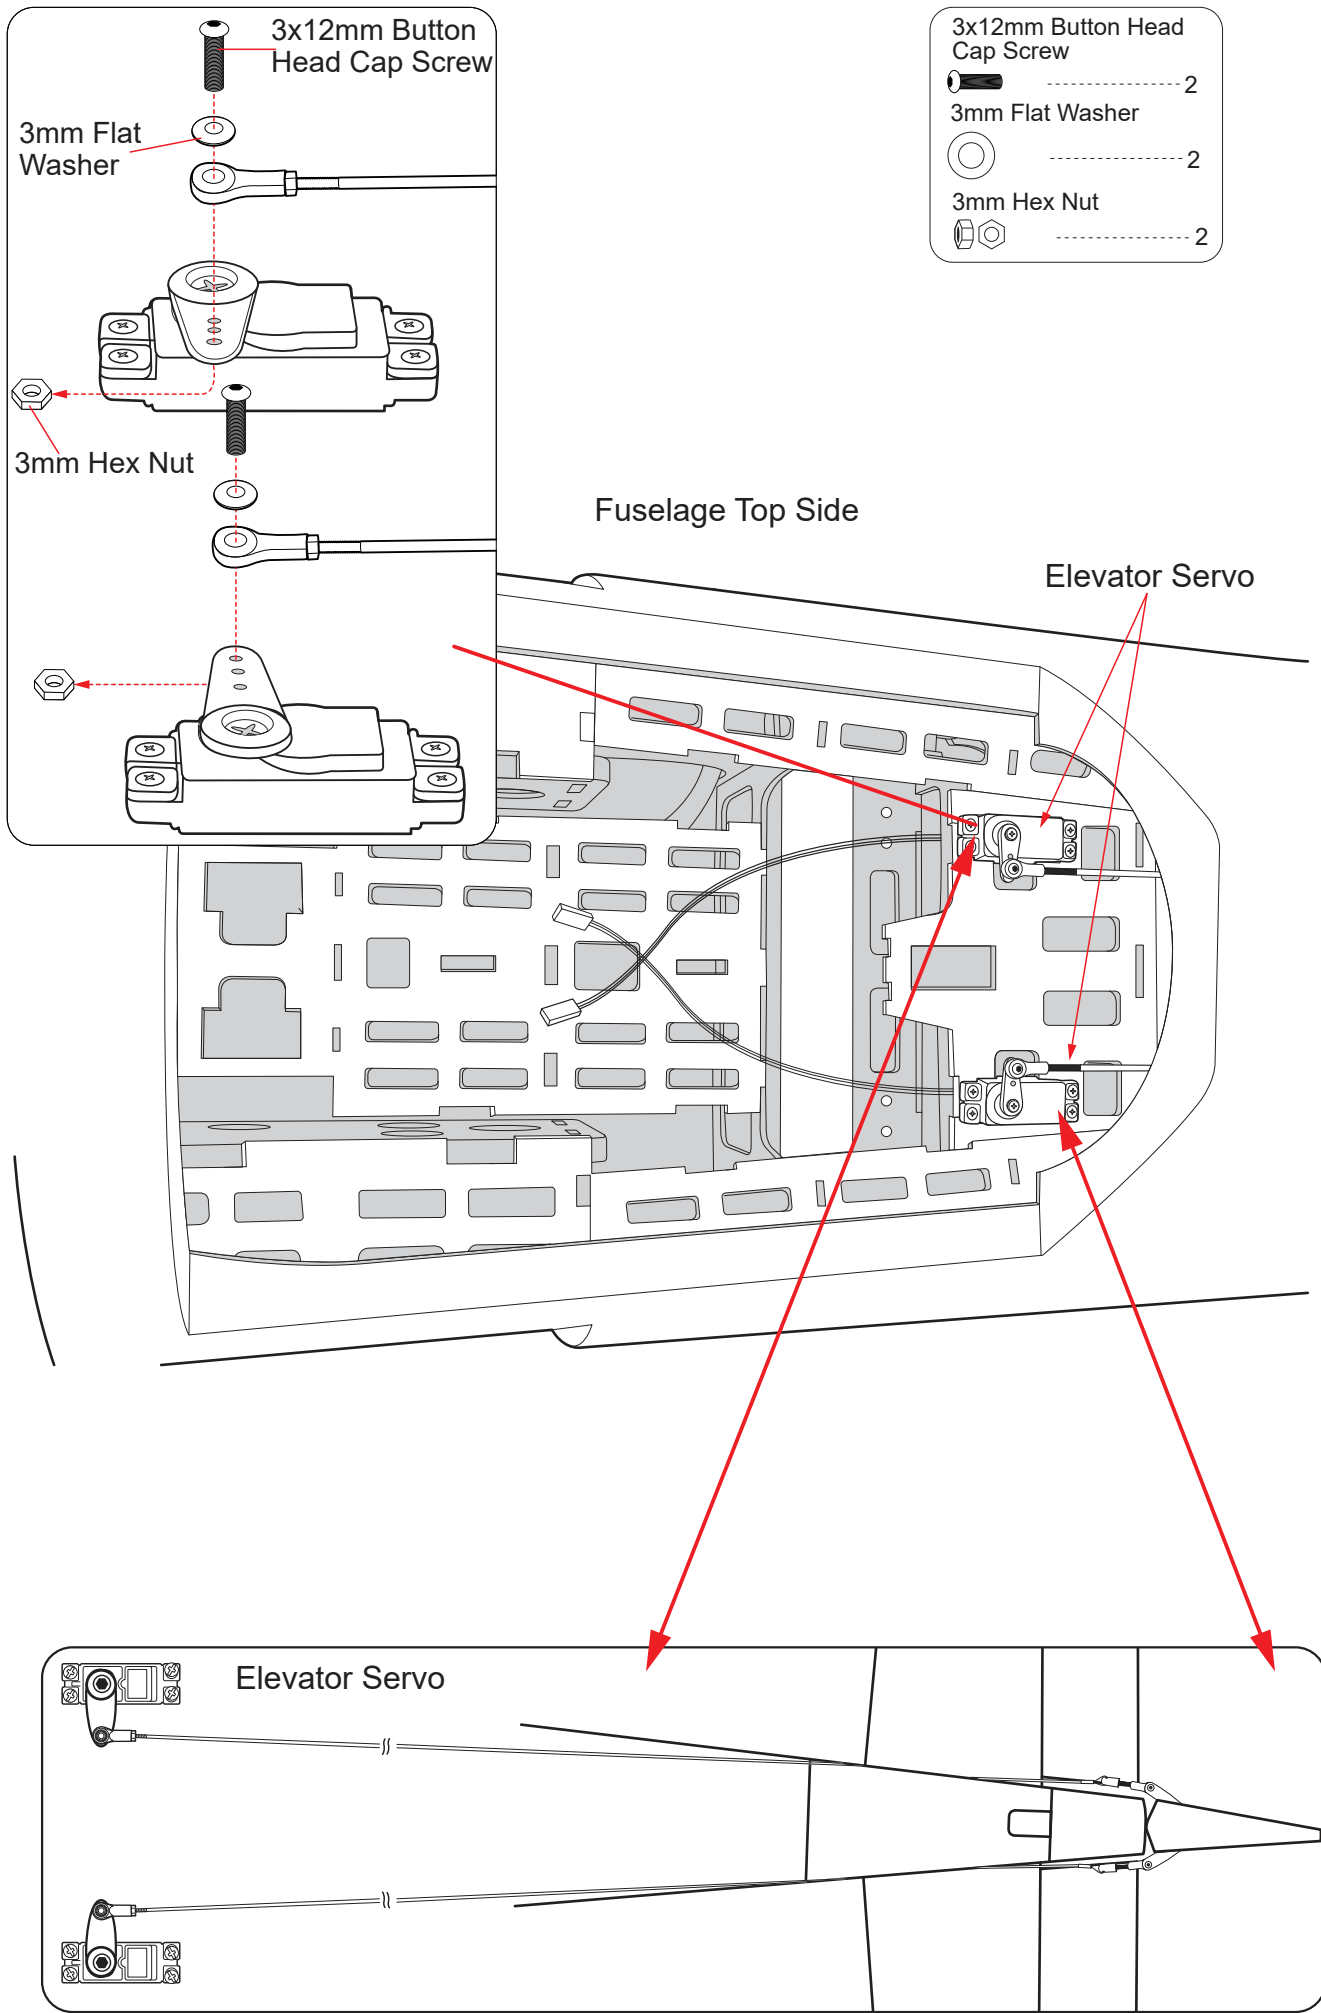 3x12mm Button
Head Cap Screw
3mm Flat
Washer
3mm Hex Nut
3x12mm Button Head
Cap Screw
2
3mm Flat Washer
2
3mm Hex Nut
2
Fuselage Top Side
Elevator Servo
Elevator Servo